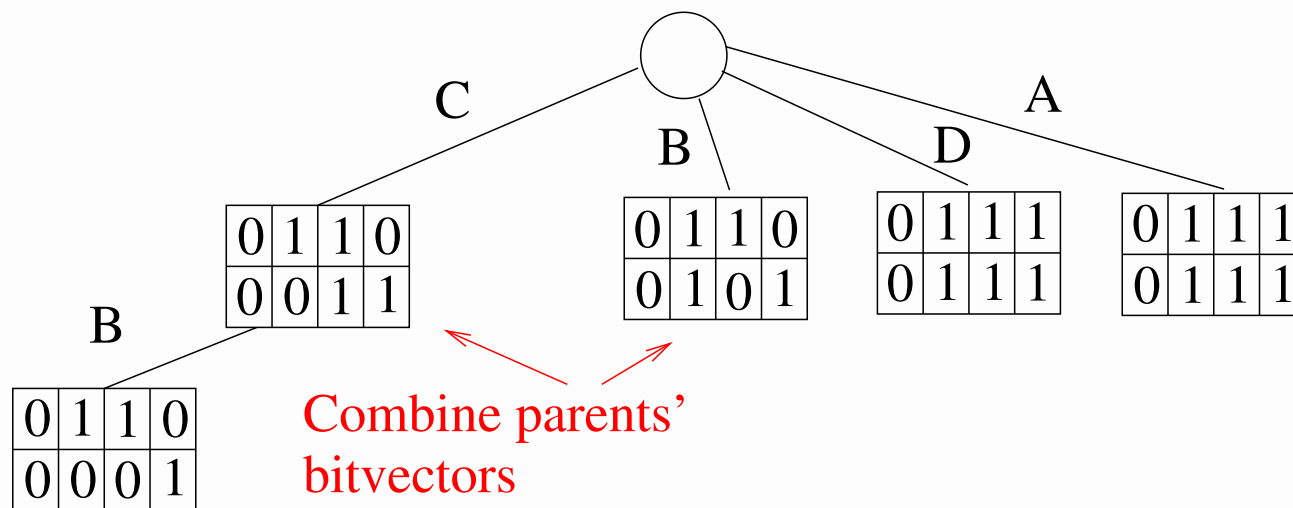 C
A
B
D
0 1 1 0
0 0 1 1
0 1 1 0
0 1 0 1
0 1 1 1
0 1 1 1
0 1 1 1
0 1 1 1
B
0 1 1 0
0 0 0 1
Combine parents’
bitvectors